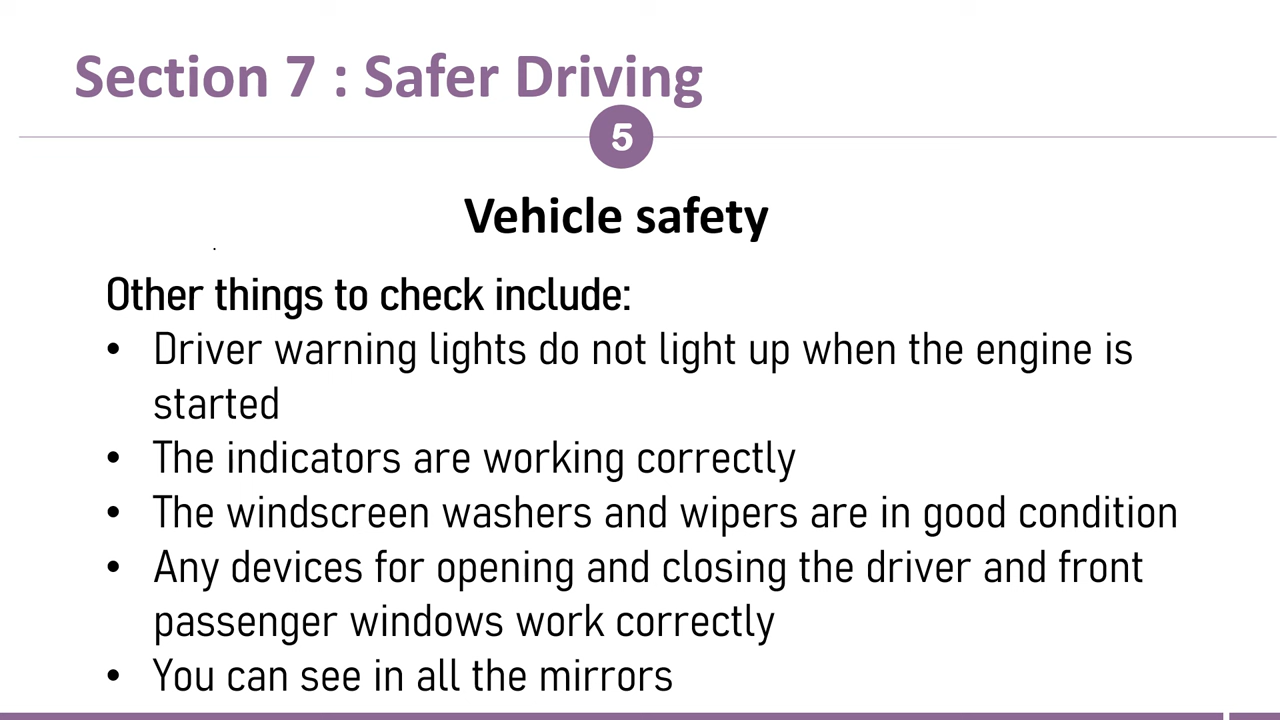 Section 7 : Safer Driving
5
Vehicle safety
Other things to check include:
• Driver warning lights do not light up when the engine is
started
• The indicators are working correctly
• The windscreen washers and wipers are in good condition
• Any devices for opening and closing the driver and front
passenger windows work correctly
• You can see in all the mirrors